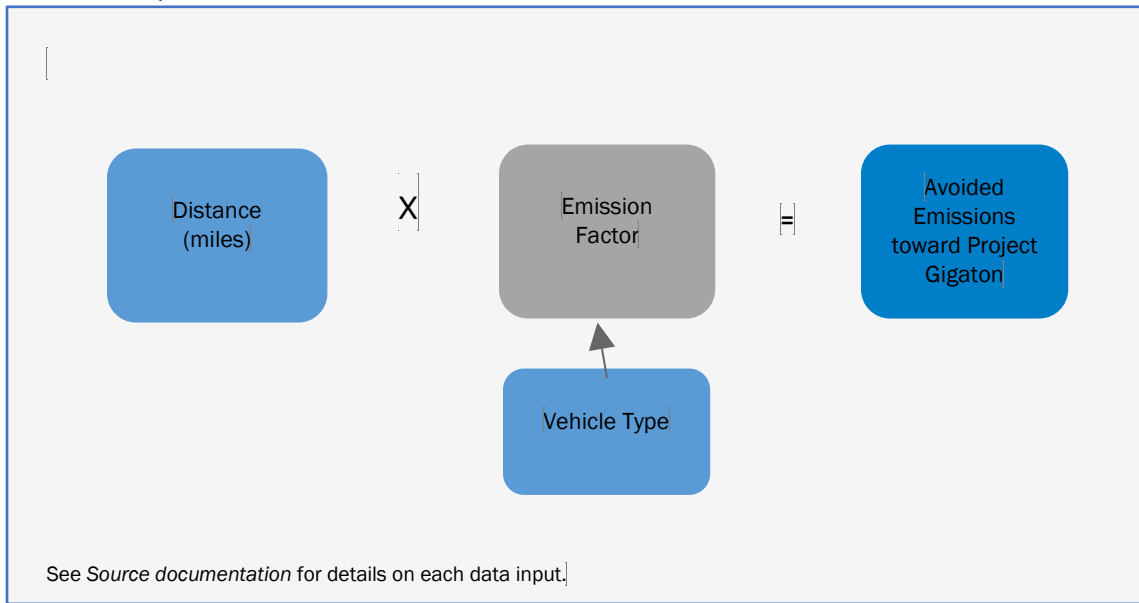 Distance
(miles)
X
Emission
Factor
=
Avoided
Emissions
toward Project
Gigaton
Vehicle Type
See Source documentation for details on each data input.